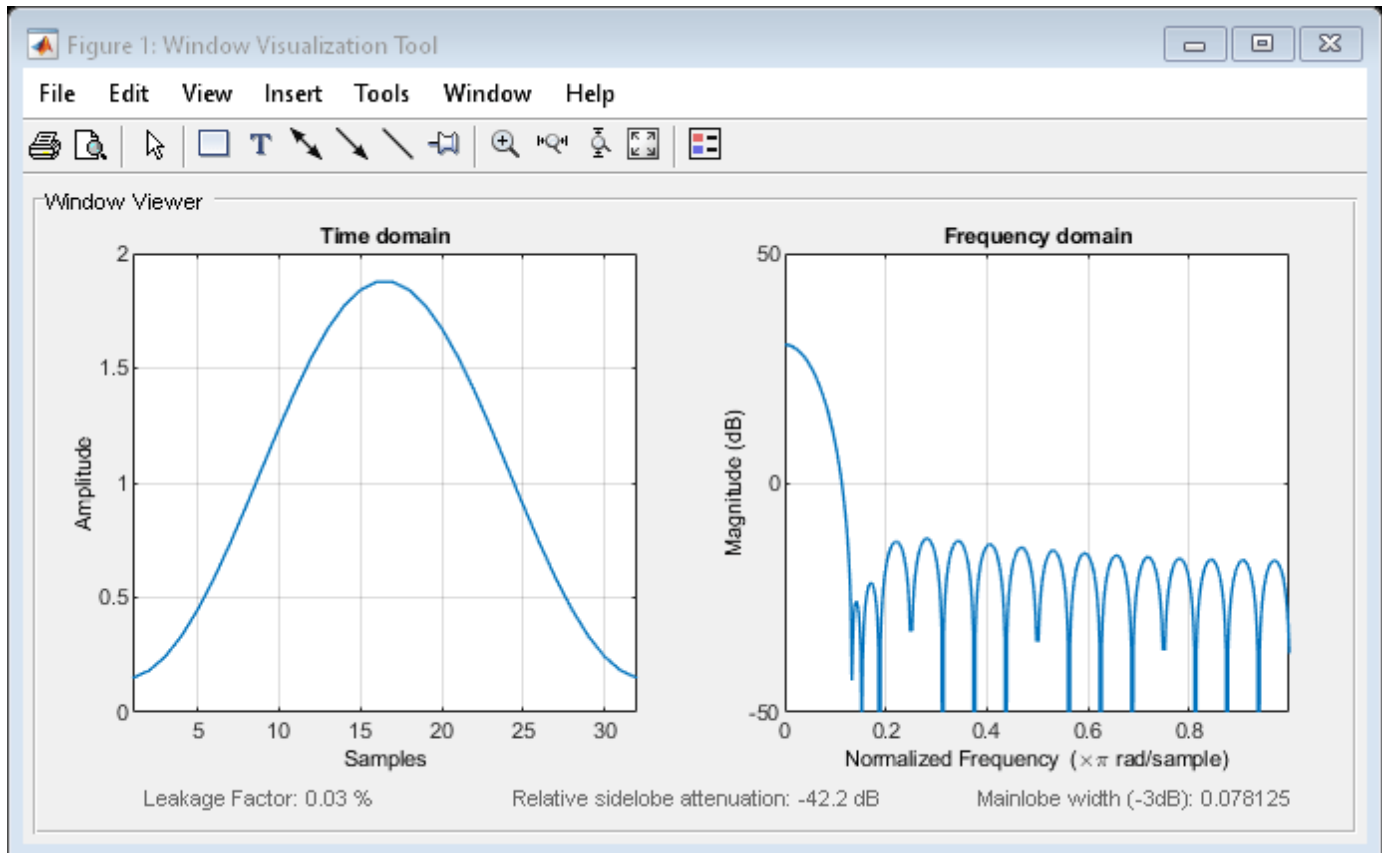 Figure 1: Window Visualization Tool
File Edit View Insert Tools Window Help
T
Window Viewer
Time domain
2
1.5
1
0.5
0
Amplitude
5 10 15 20 25 30
Samples
Frequency domain
50
0
-50
Magnitude (dB)
0 0.2 0.4 0.6 0.8
Normalized Frequency (×π rad/sample)
Leakage Factor: 0.03 % Relative sidelobe attenuation: -42.2 dB Mainlobe width (-3dB): 0.078125